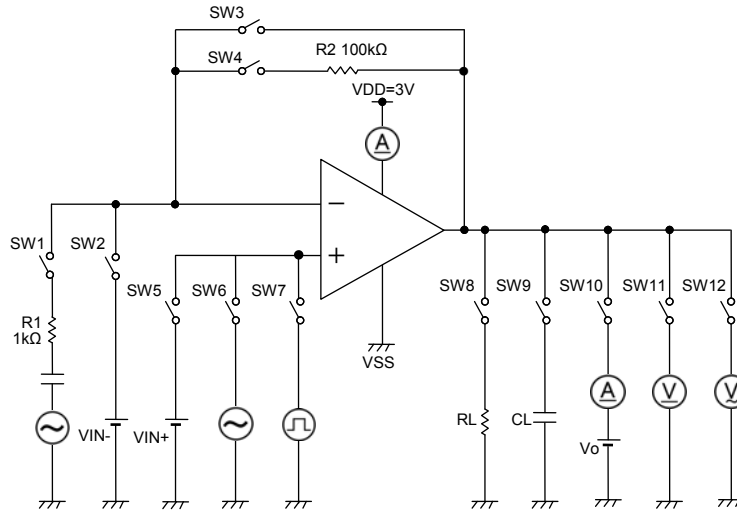 SW3
SW4
R2 100kΩ
VDD=3V
A
−
+
SW1
SW2
SW5
SW6
SW7
SW8
SW9
SW10
SW11
SW12
R1
1kΩ
VSS
A
V
V
VIN-
VIN+
RL
CL
Vo